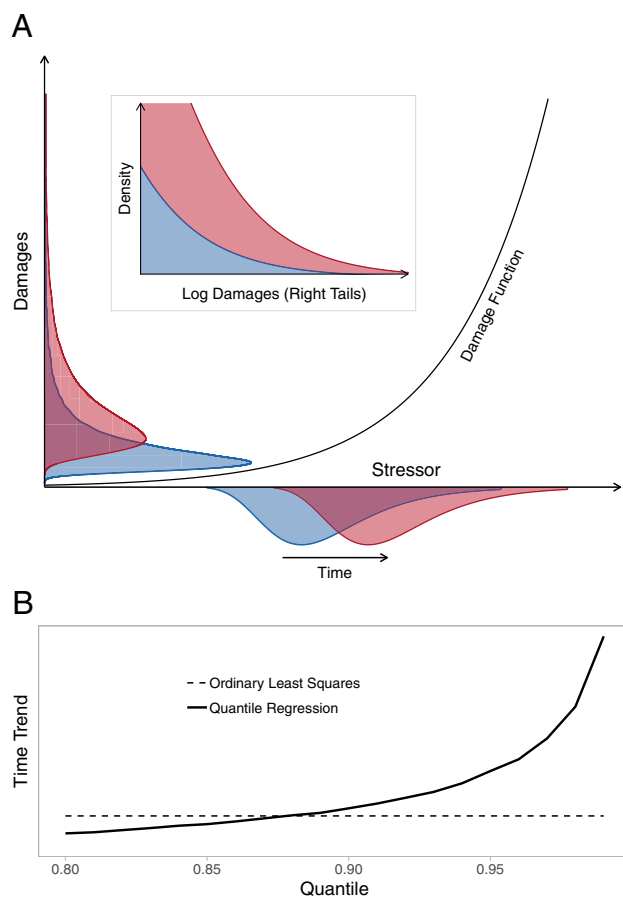 A
Damages
Density
Log Damages (Right Tails)
Damage Function
Stressor
Time
B
Time Trend
Ordinary Least Squares
Quantile Regression
0.80
0.85
0.90
0.95
Quantile